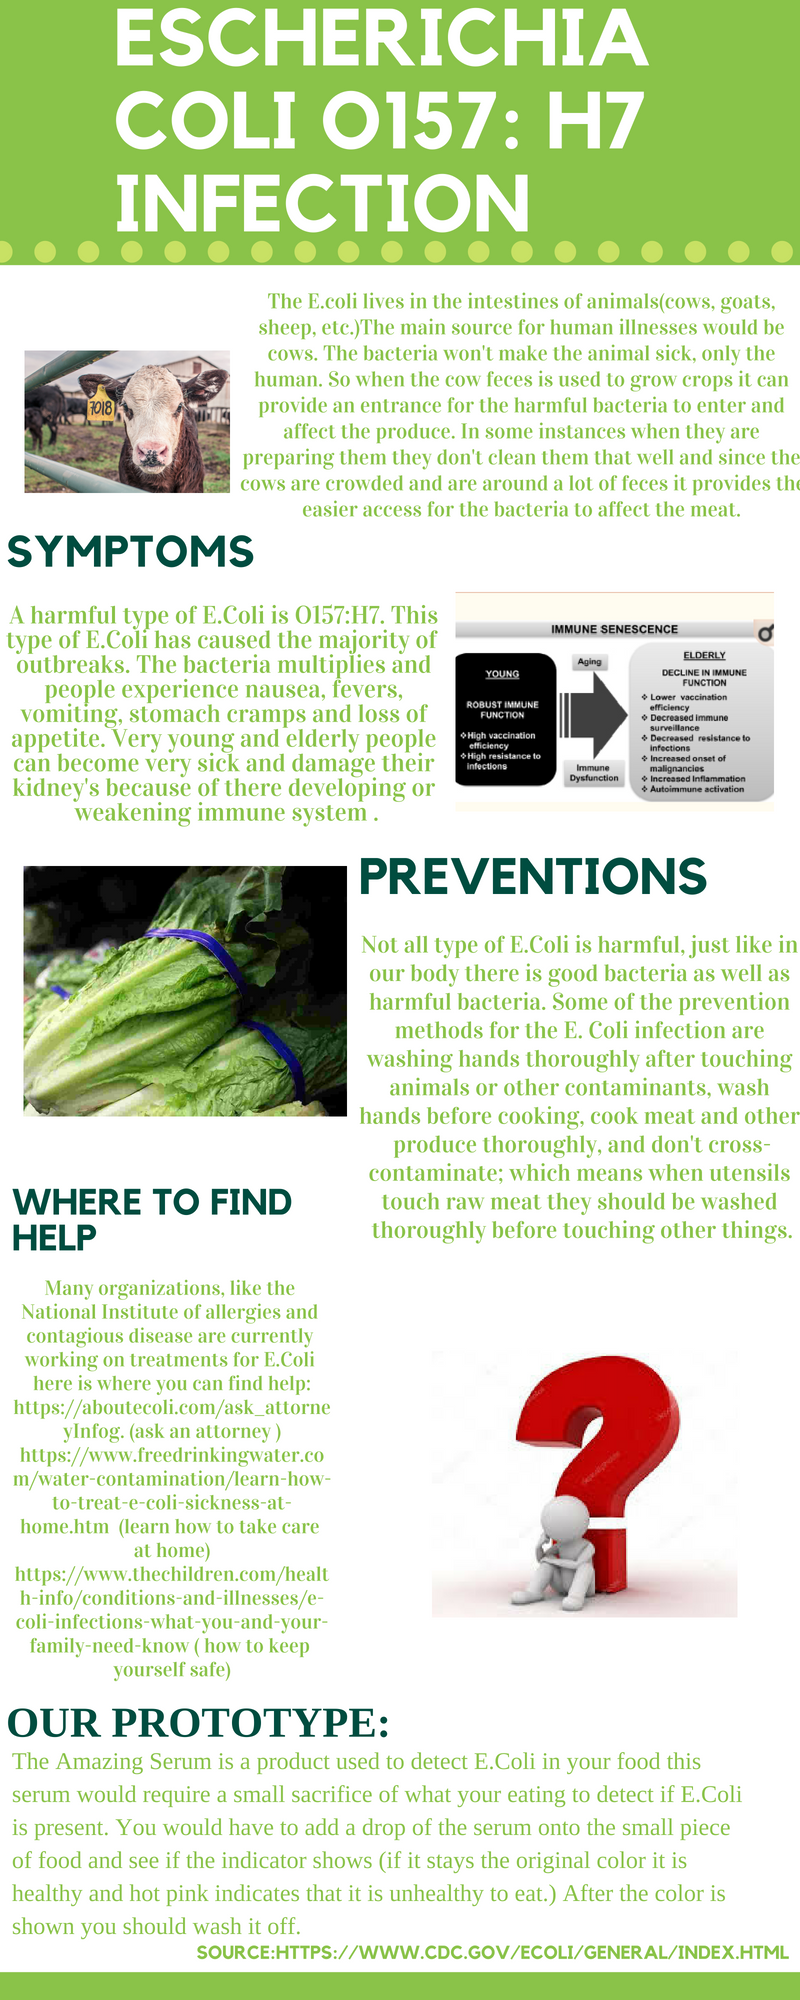 ESCHERICHIA
COLI O157: H7
INFECTION
The E.coli lives in the intestines of animals(cows, goats,
sheep, etc.)The main source for human illnesses would be
cows. The bacteria won't make the animal sick, only the
human. So when the cow feces is used to grow crops it can
provide an entrance for the harmful bacteria to enter and
affect the produce. In some instances when they are
preparing them they don't clean them that well and since the
cows are crowded and are around a lot of feces it provides the
easier access for the bacteria to affect the meat.
7018
SYMPTOMS
A harmful type of E.Coli is O157:H7. This
type of E.Coli has caused the majority of
outbreaks. The bacteria multiplies and
people experience nausea, fevers,
vomiting, stomach cramps and loss of
appetite. Very young and elderly people
can become very sick and damage their
kidney's because of there developing or
weakening immune system .
IMMUNE SENESCENCE
YOUNG
ROBUST IMMUNE
FUNCTION
❖High vaccination
efficiency
❖High resistance to
infections
Aging
Immune
Dysfunction
ELDERLY
DECLINE IN IMMUNE
FUNCTION
❖ Lower vaccination
efficiency
❖ Decreased immune
surveillance
❖ Decreased resistance to
infections
❖ Increased onset of
malignancies
❖ Increased Inflammation
❖ Autoimmune activation
PREVENTIONS
Not all type of E.Coli is harmful, just like in
our body there is good bacteria as well as
harmful bacteria. Some of the prevention
methods for the E. Coli infection are
washing hands thoroughly after touching
animals or other contaminants, wash
hands before cooking, cook meat and other
produce thoroughly, and don't cross-
contaminate; which means when utensils
touch raw meat they should be washed
thoroughly before touching other things.
WHERE TO FIND
HELP
Many organizations, like the
National Institute of allergies and
contagious disease are currently
working on treatments for E.Coli
here is where you can find help:
https://aboutecoli.com/ask_attorne
yInfog. (ask an attorney )
https://www.freedrinkingwater.co
m/water-contamination/learn-how-
to-treat-e-coli-sickness-at-
home.htm (learn how to take care
at home)
https://www.thechildren.com/healt
h-info/conditions-and-illnesses/e-
coli-infections-what-you-and-your-
family-need-know ( how to keep
yourself safe)
OUR PROTOTYPE:
The Amazing Serum is a product used to detect E.Coli in your food this
serum would require a small sacrifice of what your eating to detect if E.Coli
is present. You would have to add a drop of the serum onto the small piece
of food and see if the indicator shows (if it stays the original color it is
healthy and hot pink indicates that it is unhealthy to eat.) After the color is
shown you should wash it off.
SOURCE:HTTPS://WWW.CDC.GOV/ECOLI/GENERAL/INDEX.HTML